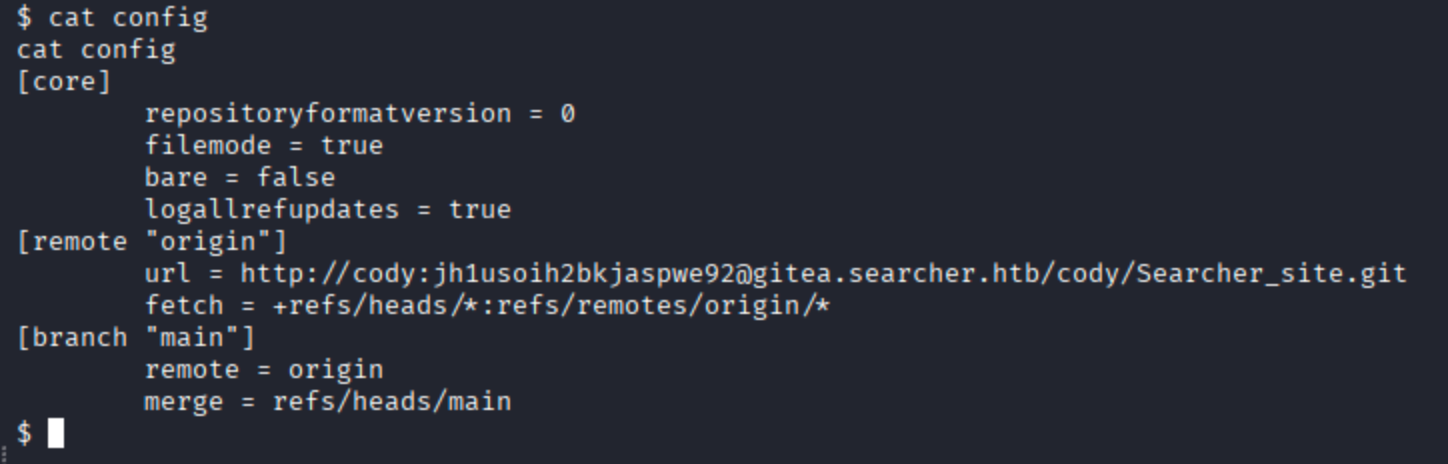 $ cat config
cat config
[core]
        repositoryformatversion = 0
        filemode = true
        bare = false
        logallrefupdates = true
[remote "origin"]
        url = http://cody:jh1usoih2bkjaspwe92@gitea.searcher.htb/cody/Searcher_site.git
        fetch = +refs/heads/*:refs/remotes/origin/*
[branch "main"]
        remote = origin
        merge = refs/heads/main
$